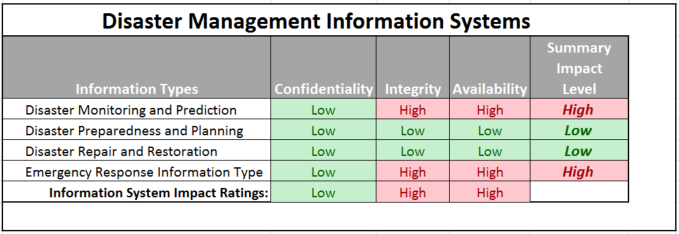 Disaster Management Information Systems
Information Types Confidentiality Integrity Availability Summary Impact Level
Disaster Monitoring and Prediction Low High High High
Disaster Preparedness and Planning Low Low Low Low
Disaster Repair and Restoration Low Low Low Low
Emergency Response Information Type Low High High High
Information System Impact Ratings: Low High High